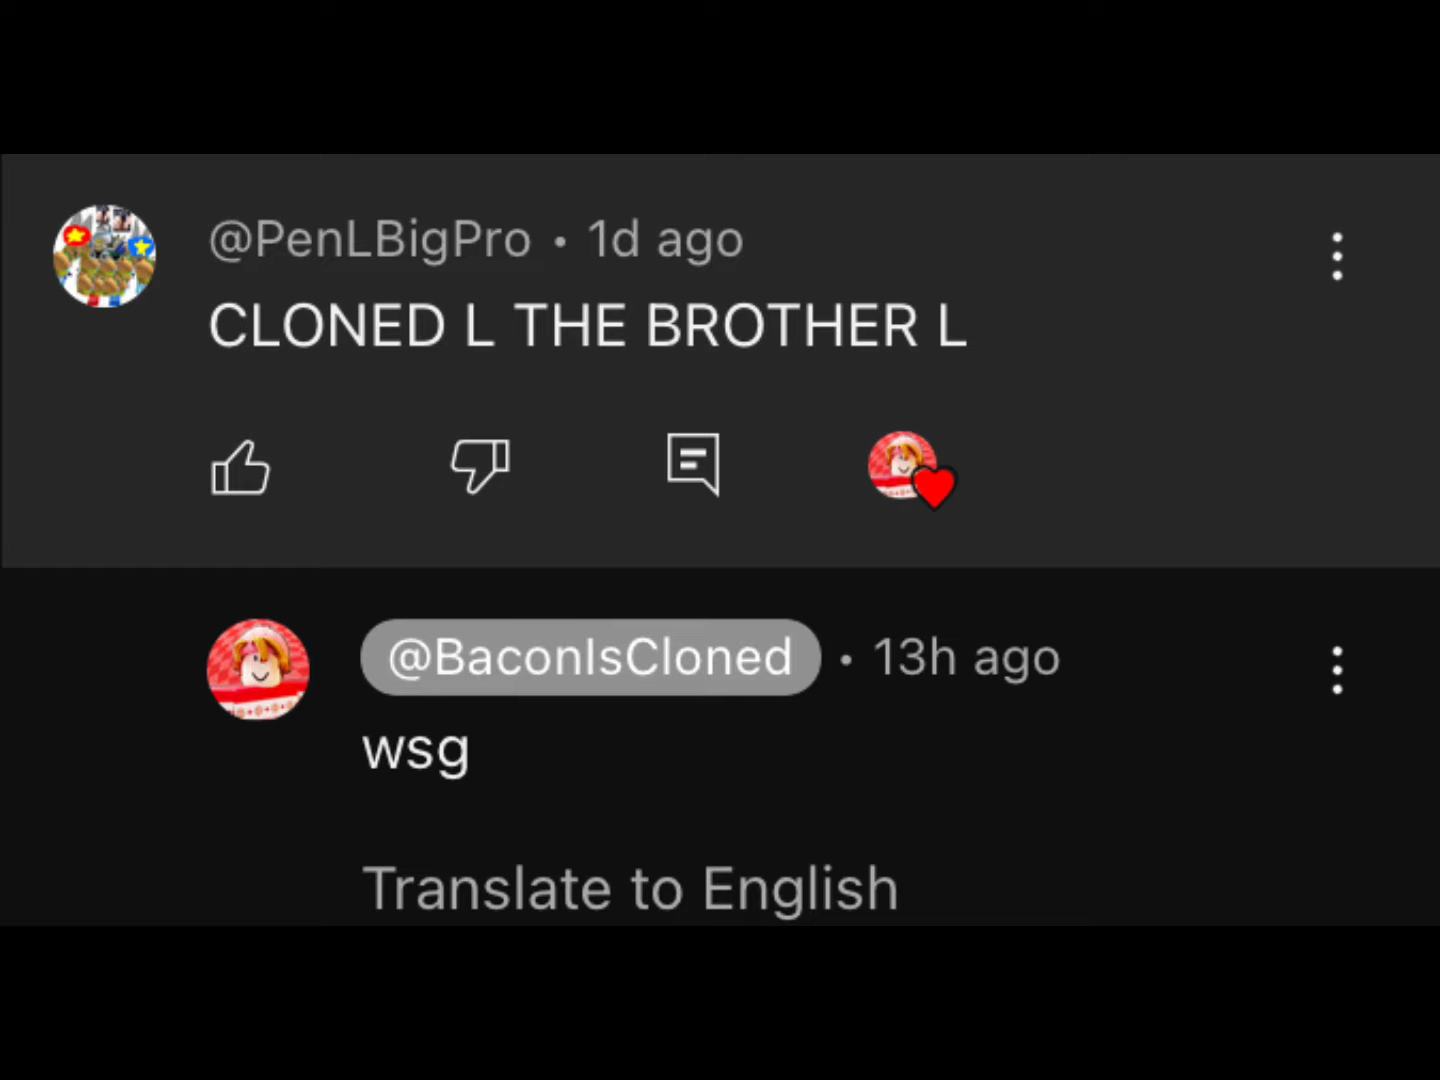 @PenLBigPro • 1d ago
CLONED L THE BROTHER L
@BaconIsCloned • 13h ago
wsg
Translate to English